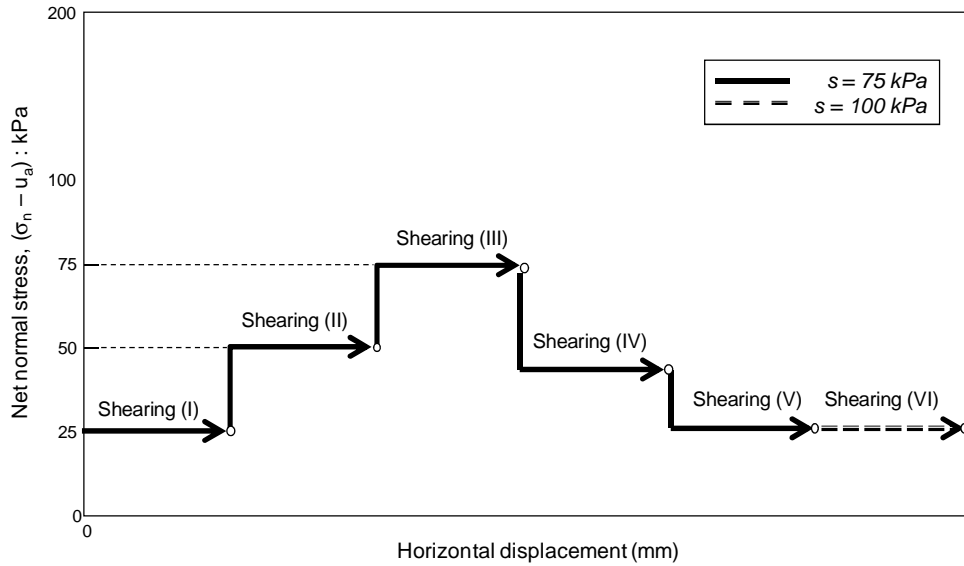 200
s = 75 kPa
s = 100 kPa
Net normal stress, (σn – ua) : kPa
100
Shearing (III)
75
Shearing (II)
50
Shearing (IV)
Shearing (I)
Shearing (V)
Shearing (VI)
25
0
0
Horizontal displacement (mm)